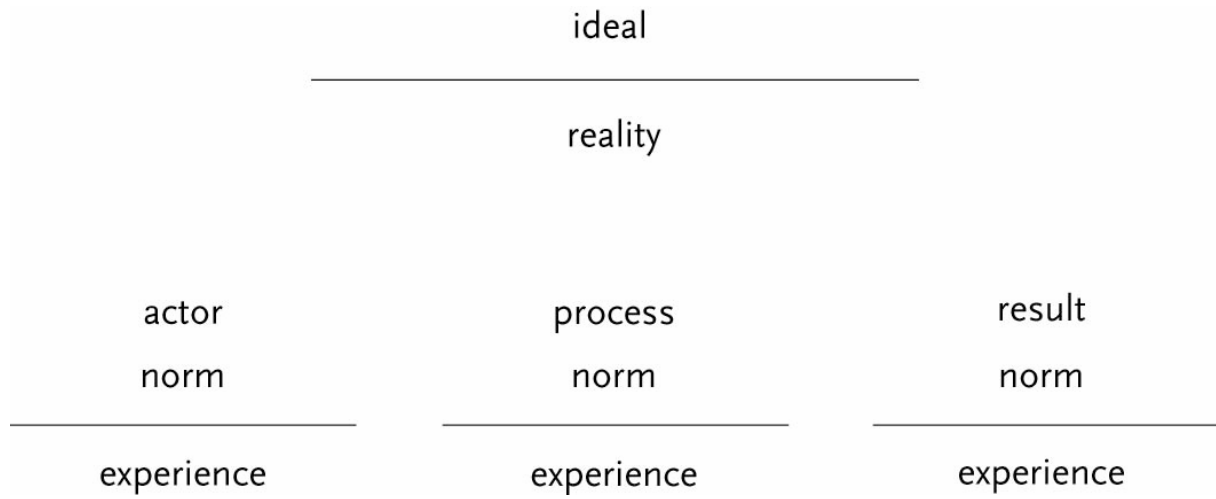 ideal
reality
actor process result
norm norm norm
experience experience experience